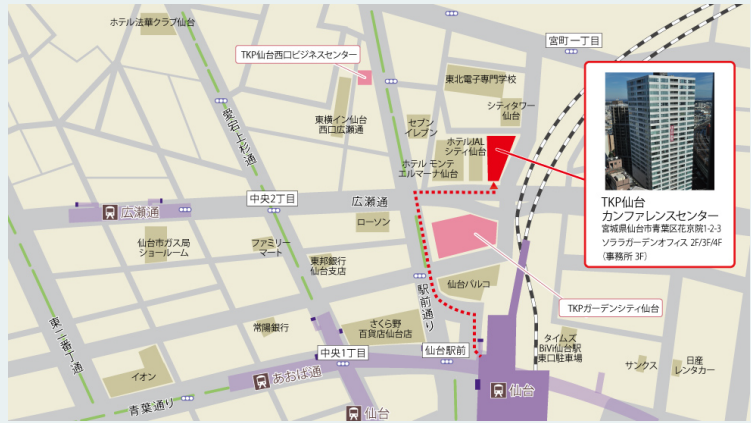 ホテル法華クラブ仙台
宮町一丁目
TKP仙台西口ビジネスセンター
東北電子専門学校
愛宕上杉通
東横イン仙台
西口広瀬通
セブン
イレブン
シティタワー
仙台
ホテルJAL
シティ仙台
ホテル モンテ
エルマーナ仙台
TKP仙台
カンファレンスセンター
宮城県仙台市青葉区花京院1-2-3
ソララガーデンオフィス 2F/3F/4F
（事務所 3F）
広瀬通
中央2丁目
広瀬通
ローソン
仙台市ガス局
ショールーム
ファミリー
マート
東邦銀行
仙台支店
仙台パルコ
駅前通り
TKPガーデンシティ仙台
東二番丁通
常陽銀行
さくら野
百貨店仙台店
中央1丁目
仙台駅前
タイムズ
BiVi仙台駅
東口駐車場
サンクス
日産
レンタカー
イオン
あおば通
仙台
青葉通り
仙台